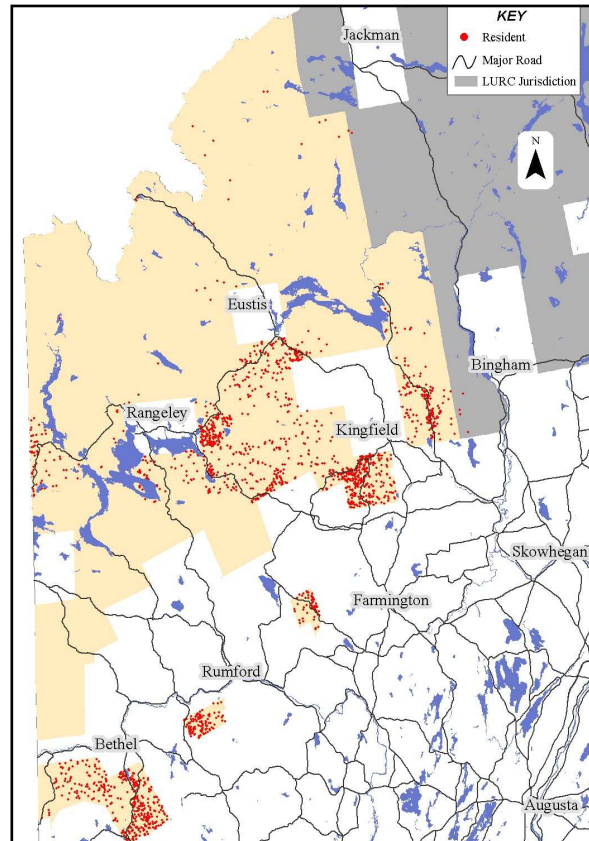 KEY
Resident
Major Road
LURC Jurisdiction
N
Jackman
Eustis
Bingham
Rangeley
Kingfield
Skowhegan
Farmington
Rumford
Bethel
Augusta